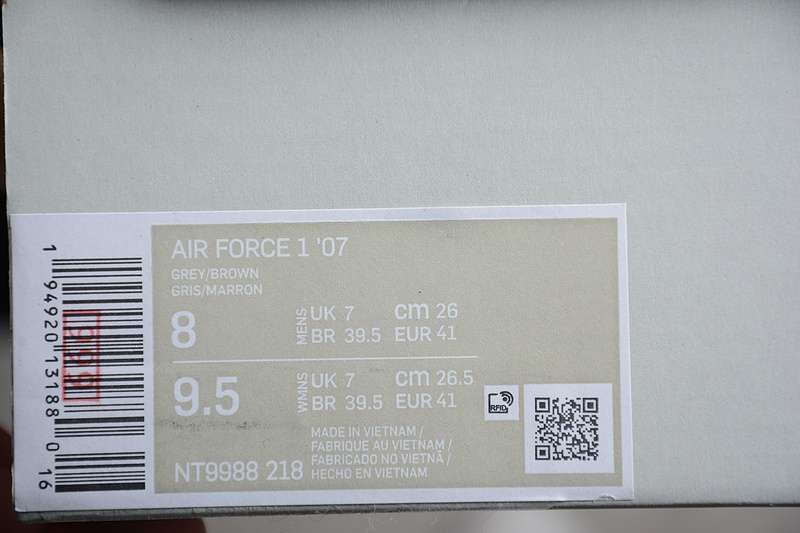 AIR FORCE 1 '07
GREY/BROWN
GRIS/MARRON
8
MENS
UK 7 cm 26
BR 39.5 EUR 41
9.5
WMNS
UK 7 cm 26.5
BR 39.5 EUR 41
RFID
MADE IN VIETNAM /
FABRIQUE AU VIETNAM /
FABRICADO NO VIETNÃ /
HECHO EN VIETNAM
NT9988 218
1 94920 13188 0 16